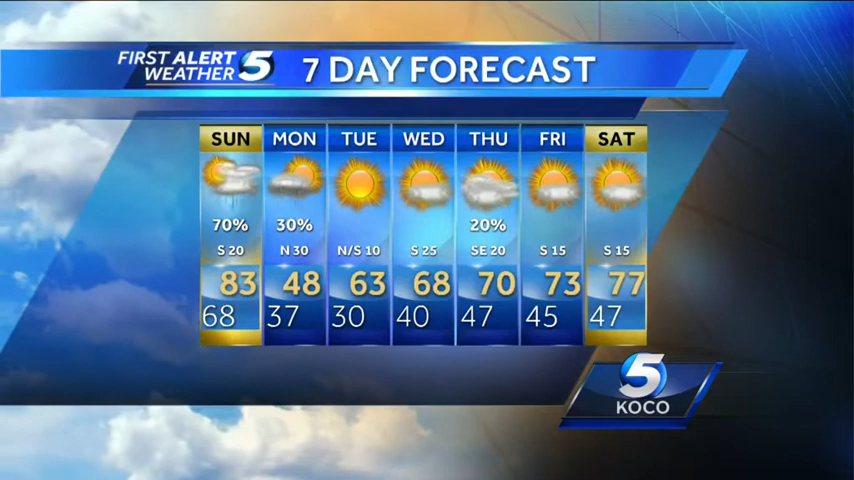 FIRST ALERT
WEATHER 5
7 DAY FORECAST
SUN MON TUE WED THU FRI SAT
70% 30% 20%
S 20 N 30 N/S 10 S 25 SE 20 S 15 S 15
83 48 63 68 70 73 77
68 37 30 40 47 45 47
5
KOCO